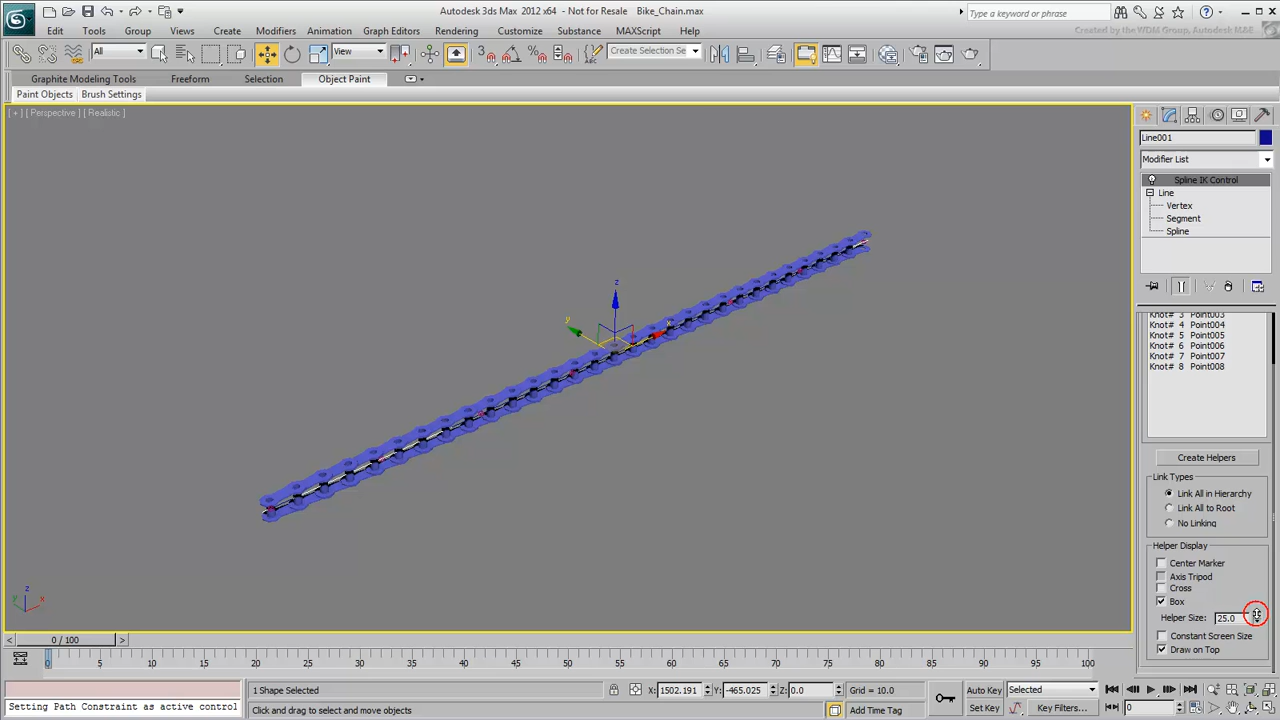 Autodesk 3ds Max 2012 x64 - Not for Resale Bike_Chain.max
Type a keyword or phrase
Edit Tools Group Views Create Modifiers Animation Graph Editors Rendering Customize Substance MAXScript Help
Created by the WDM Group, Autodesk M&E
All View Create Selection Se
Graphite Modeling Tools Freeform Selection Object Paint
Paint Objects Brush Settings
[ + ] [ Perspective ] [ Realistic ]
Line001
Modifier List
Spline IK Control
Line
Vertex
Segment
Spline
Knot# 3 Point003
Knot# 4 Point004
Knot# 5 Point005
Knot# 6 Point006
Knot# 7 Point007
Knot# 8 Point008
Create Helpers
Link Types
Link All in Hierarchy
Link All to Root
No Linking
Helper Display
Center Marker
Axis Tripod
Cross
Box
Helper Size: 25.0
Constant Screen Size
Draw on Top
z
y
x
z
y
x
< 0 / 100 >
0 5 10 15 20 25 30 35 40 45 50 55 60 65 70 75 80 85 90 95 100
1 Shape Selected X: 1502.191 Y: -465.025 Z: 0.0 Grid = 10.0 Auto Key Selected
Setting Path Constraint as active control Click and drag to select and move objects Add Time Tag Set Key Key Filters... 0